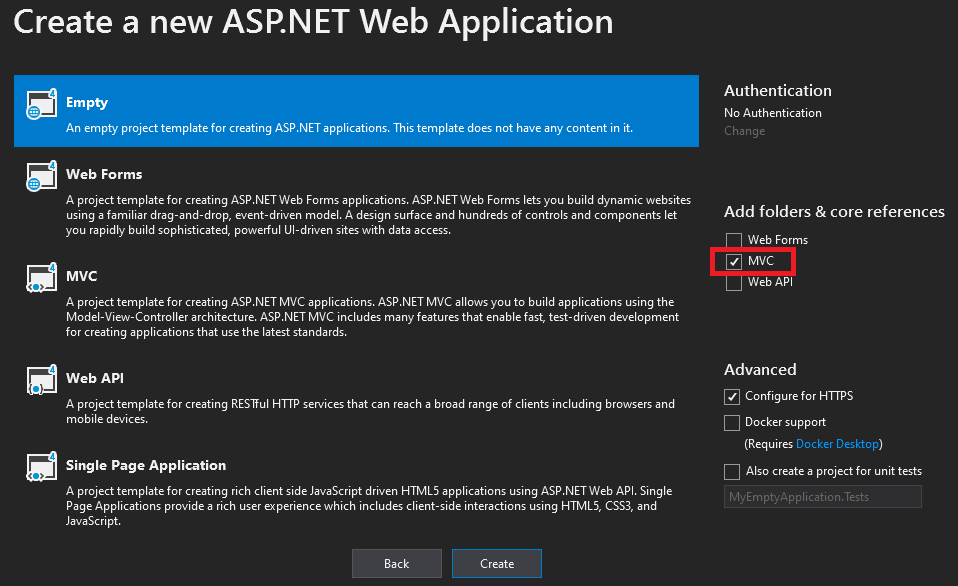 Create a new ASP.NET Web Application
Empty
An empty project template for creating ASP.NET applications. This template does not have any content in it.
Web Forms
A project template for creating ASP.NET Web Forms applications. ASP.NET Web Forms lets you build dynamic websites
using a familiar drag-and-drop, event-driven model. A design surface and hundreds of controls and components let
you rapidly build sophisticated, powerful UI-driven sites with data access.
MVC
A project template for creating ASP.NET MVC applications. ASP.NET MVC allows you to build applications using the
Model-View-Controller architecture. ASP.NET MVC includes many features that enable fast, test-driven development
for creating applications that use the latest standards.
Web API
A project template for creating RESTful HTTP services that can reach a broad range of clients including browsers and
mobile devices.
Single Page Application
A project template for creating rich client side JavaScript driven HTML5 applications using ASP.NET Web API. Single
Page Applications provide a rich user experience which includes client-side interactions using HTML5, CSS3, and
JavaScript.
Authentication
No Authentication
Change
Add folders & core references
Web Forms
MVC
Web API
Advanced
Configure for HTTPS
Docker support
(Requires Docker Desktop)
Also create a project for unit tests
MyEmptyApplication.Tests
Back
Create